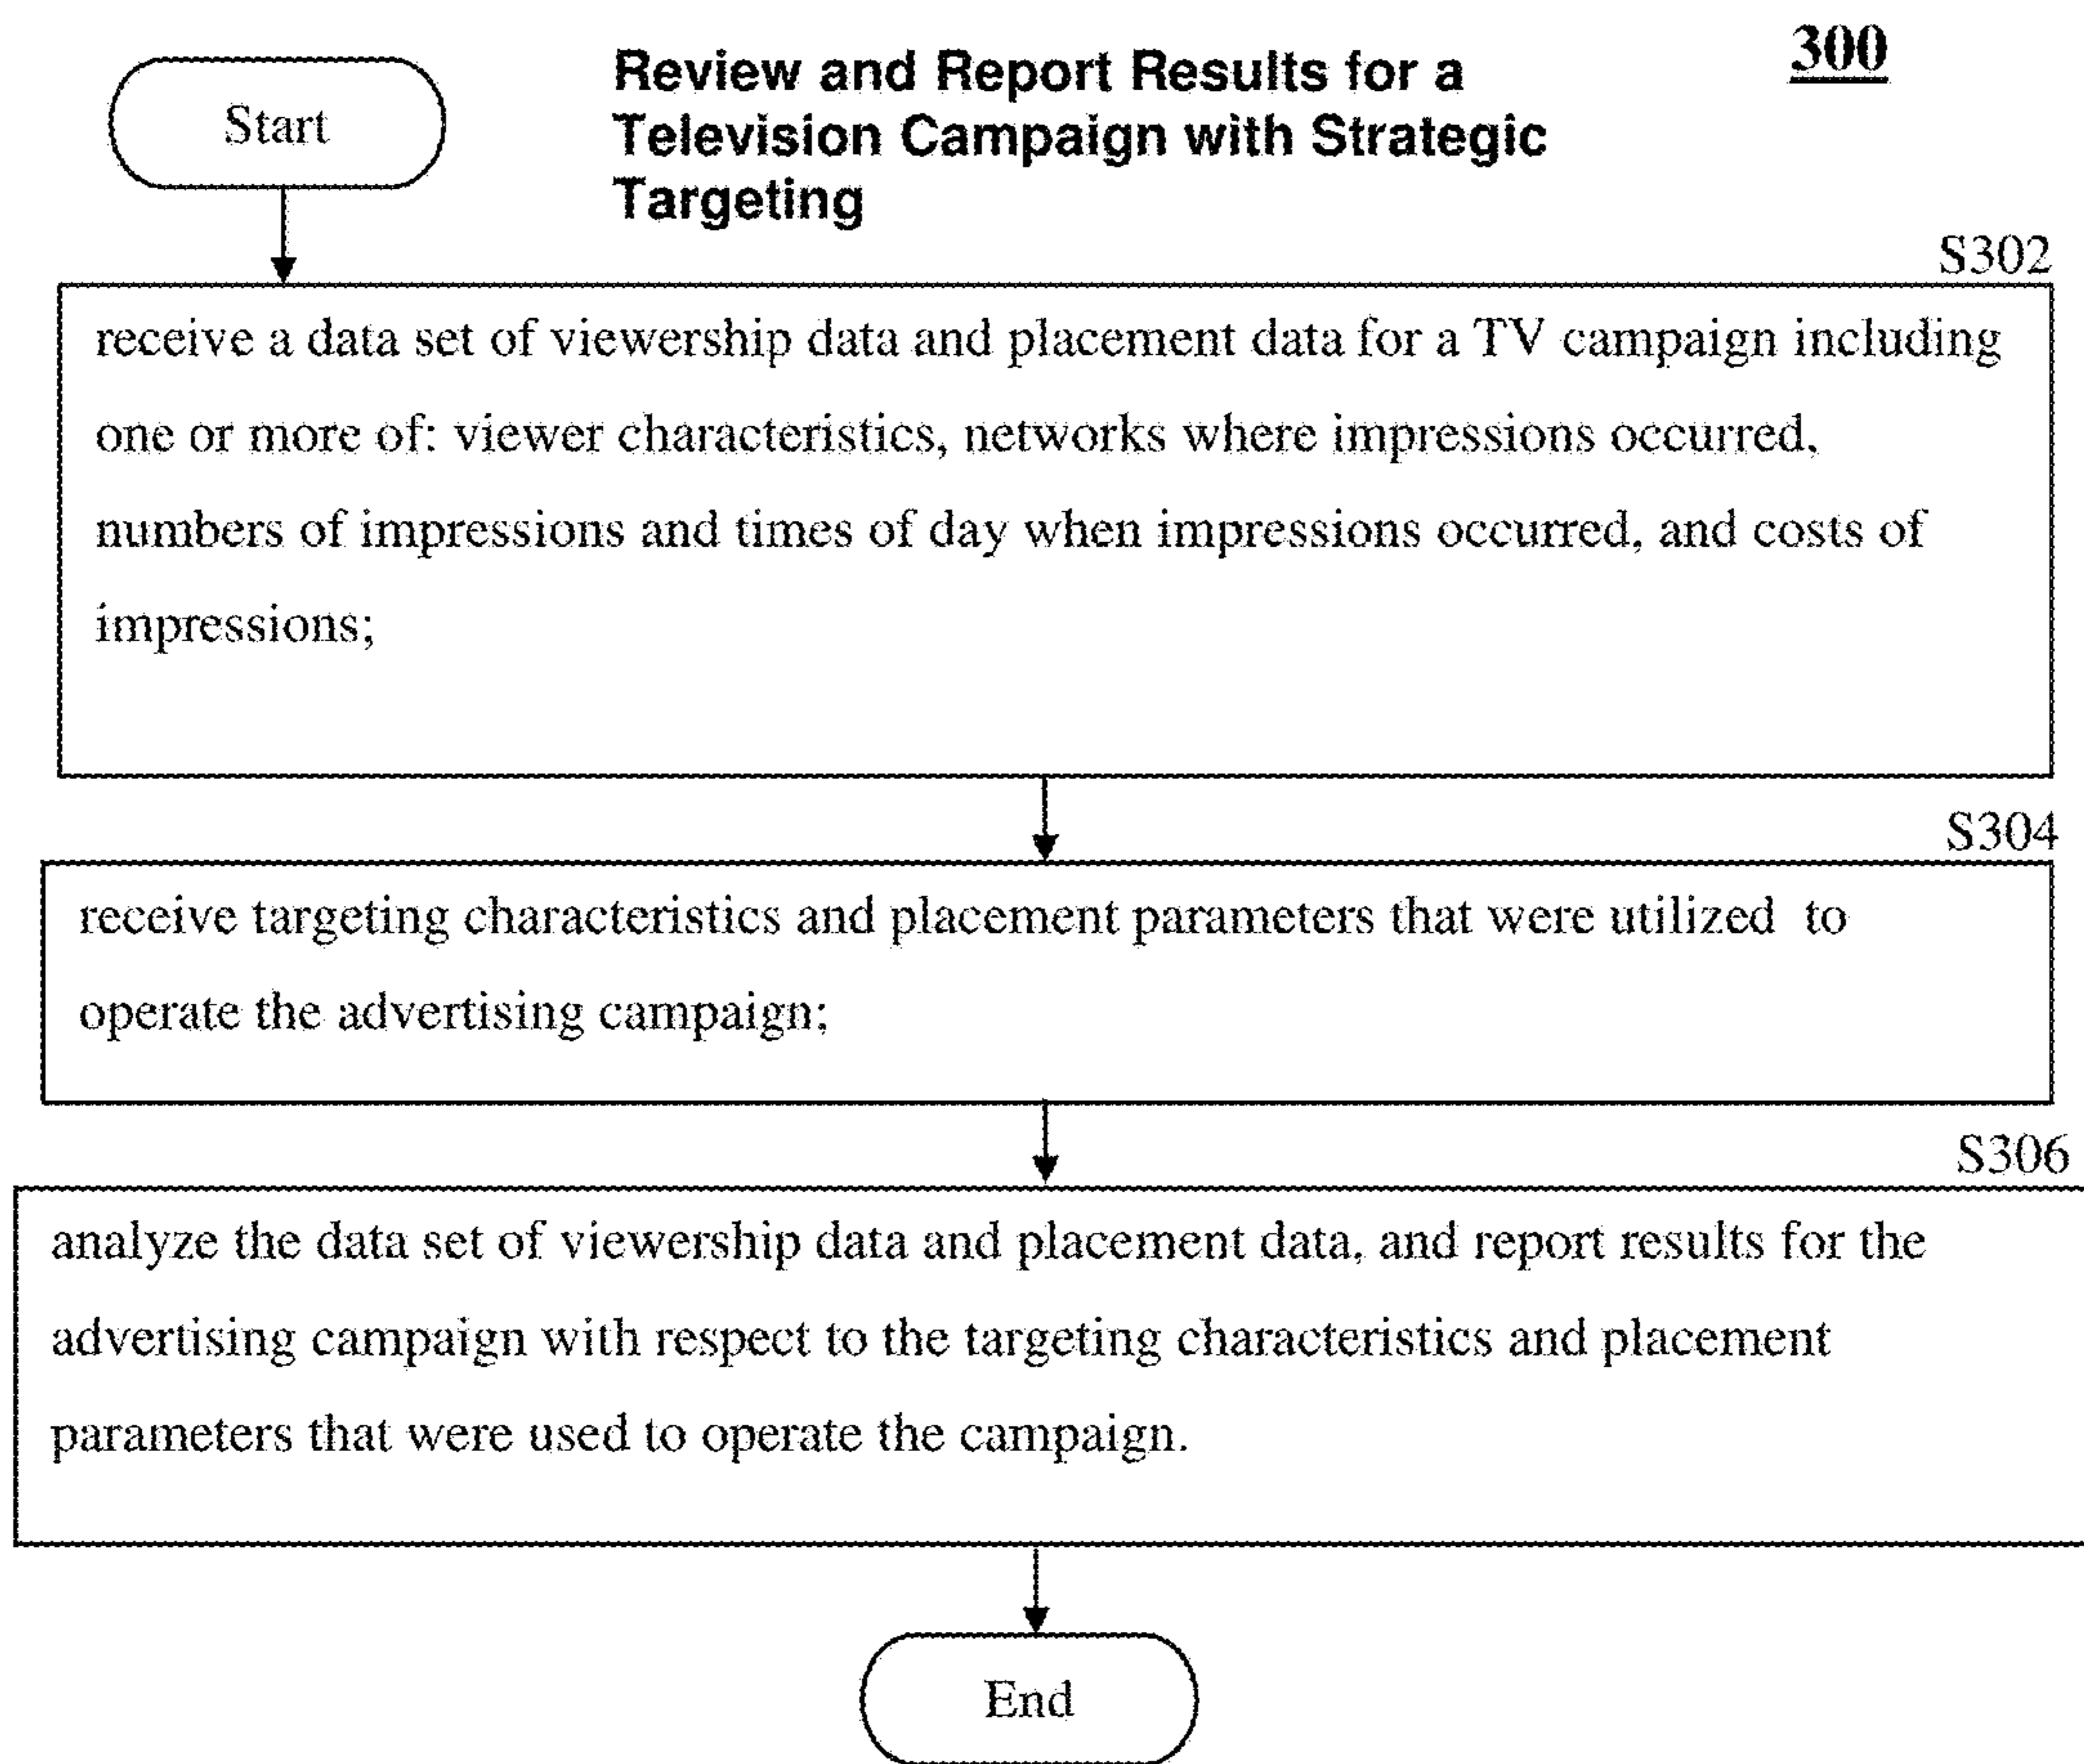 300
Start
Review and Report Results for a
Television Campaign with Strategic
Targeting
S302
receive a data set of viewership data and placement data for a TV campaign including
one or more of: viewer characteristics, networks where impressions occurred,
numbers of impressions and times of day when impressions occurred, and costs of
impressions;
S304
receive targeting characteristics and placement parameters that were utilized to
operate the advertising campaign;
S306
analyze the data set of viewership data and placement data, and report results for the
advertising campaign with respect to the targeting characteristics and placement
parameters that were used to operate the campaign.
End